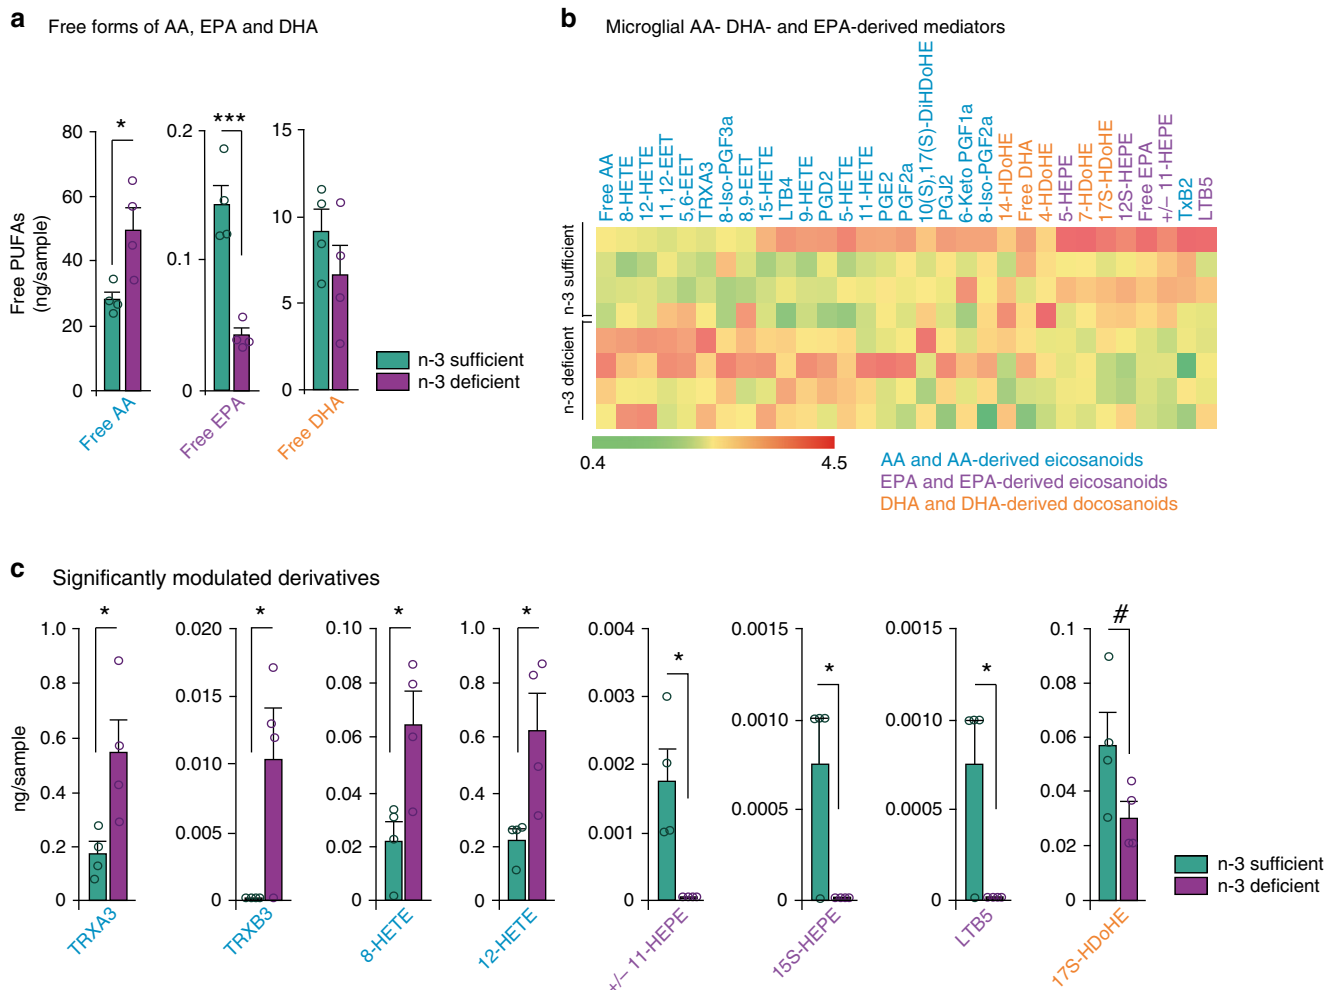 a
Free forms of AA, EPA and DHA
Free PUFAs
(ng/sample)
80
60
40
20
0
*
Free AA
0.2
0.1
0
***
Free EPA
15
10
5
0
Free DHA
n-3 sufficient
n-3 deficient
b
Microglial AA- DHA- and EPA-derived mediators
Free AA
8-HETE
12-HETE
11,12-EET
5,6-EET
TRXA3
8-Iso-PGF3a
8,9-EET
15-HETE
LTB4
9-HETE
PGD2
5-HETE
11-HETE
PGE2
PGF2a
10(S),17(S)-DiHDoHE
PGJ2
6-Keto PGF1a
8-Iso-PGF2a
14-HDoHE
Free DHA
4-HDoHE
5-HEPE
7-HDoHE
17S-HDoHE
12S-HEPE
Free EPA
+/– 11-HEPE
TxB2
LTB5
n-3 sufficient
n-3 deficient
0.4
4.5
AA and AA-derived eicosanoids
EPA and EPA-derived eicosanoids
DHA and DHA-derived docosanoids
c
Significantly modulated derivatives
ng/sample
1.0
0.8
0.6
0.4
0.2
0
*
TRXA3
0.020
0.015
0.010
0.005
0
*
TRXB3
0.10
0.08
0.06
0.04
0.02
0
*
8-HETE
1.0
0.8
0.6
0.4
0.2
0
*
12-HETE
0.004
0.003
0.002
0.001
0
*
+/– 11-HEPE
0.0015
0.0010
0.0005
0
*
15S-HEPE
0.0015
0.0010
0.0005
0
*
LTB5
0.1
0.08
0.06
0.04
0.02
0
#
17S-HDoHE
n-3 sufficient
n-3 deficient